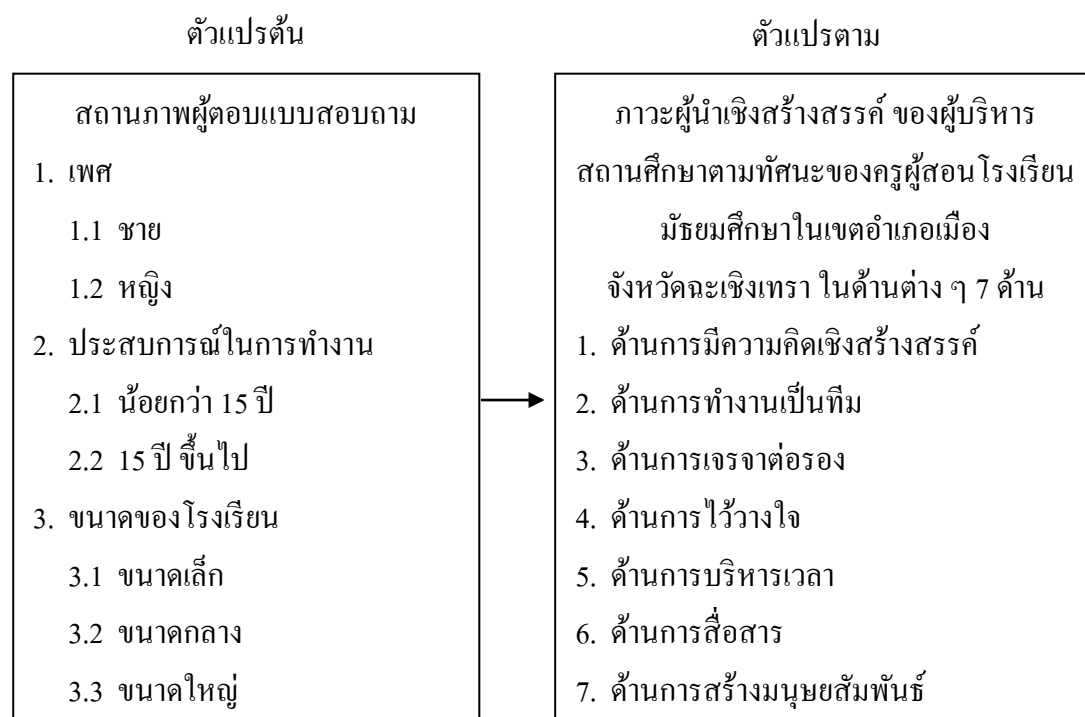 ตัวแปรต้น
สถานภาพผู้ตอบแบบสอบถาม
1. เพศ
1.1 ชาย
1.2 หญิง
2. ประสบการณ์ในการทำงาน
2.1 น้อยกว่า 15 ปี
2.2 15 ปี ขึ้นไป
3. ขนาดของโรงเรียน
3.1 ขนาดเล็ก
3.2 ขนาดกลาง
3.3 ขนาดใหญ่
ตัวแปรตาม
ภาวะผู้นำเชิงสร้างสรรค์ ของผู้บริหาร
สถานศึกษาตามทัศนะของครูผู้สอนโรงเรียน
มัธยมศึกษาในเขตอำเภอเมือง
จังหวัดฉะเชิงเทรา ในด้านต่าง ๆ 7 ด้าน
1. ด้านการมีความคิดเชิงสร้างสรรค์
2. ด้านการทำงานเป็นทีม
3. ด้านการเจรจาต่อรอง
4. ด้านการไว้วางใจ
5. ด้านการบริหารเวลา
6. ด้านการสื่อสาร
7. ด้านการสร้างมนุษยสัมพันธ์